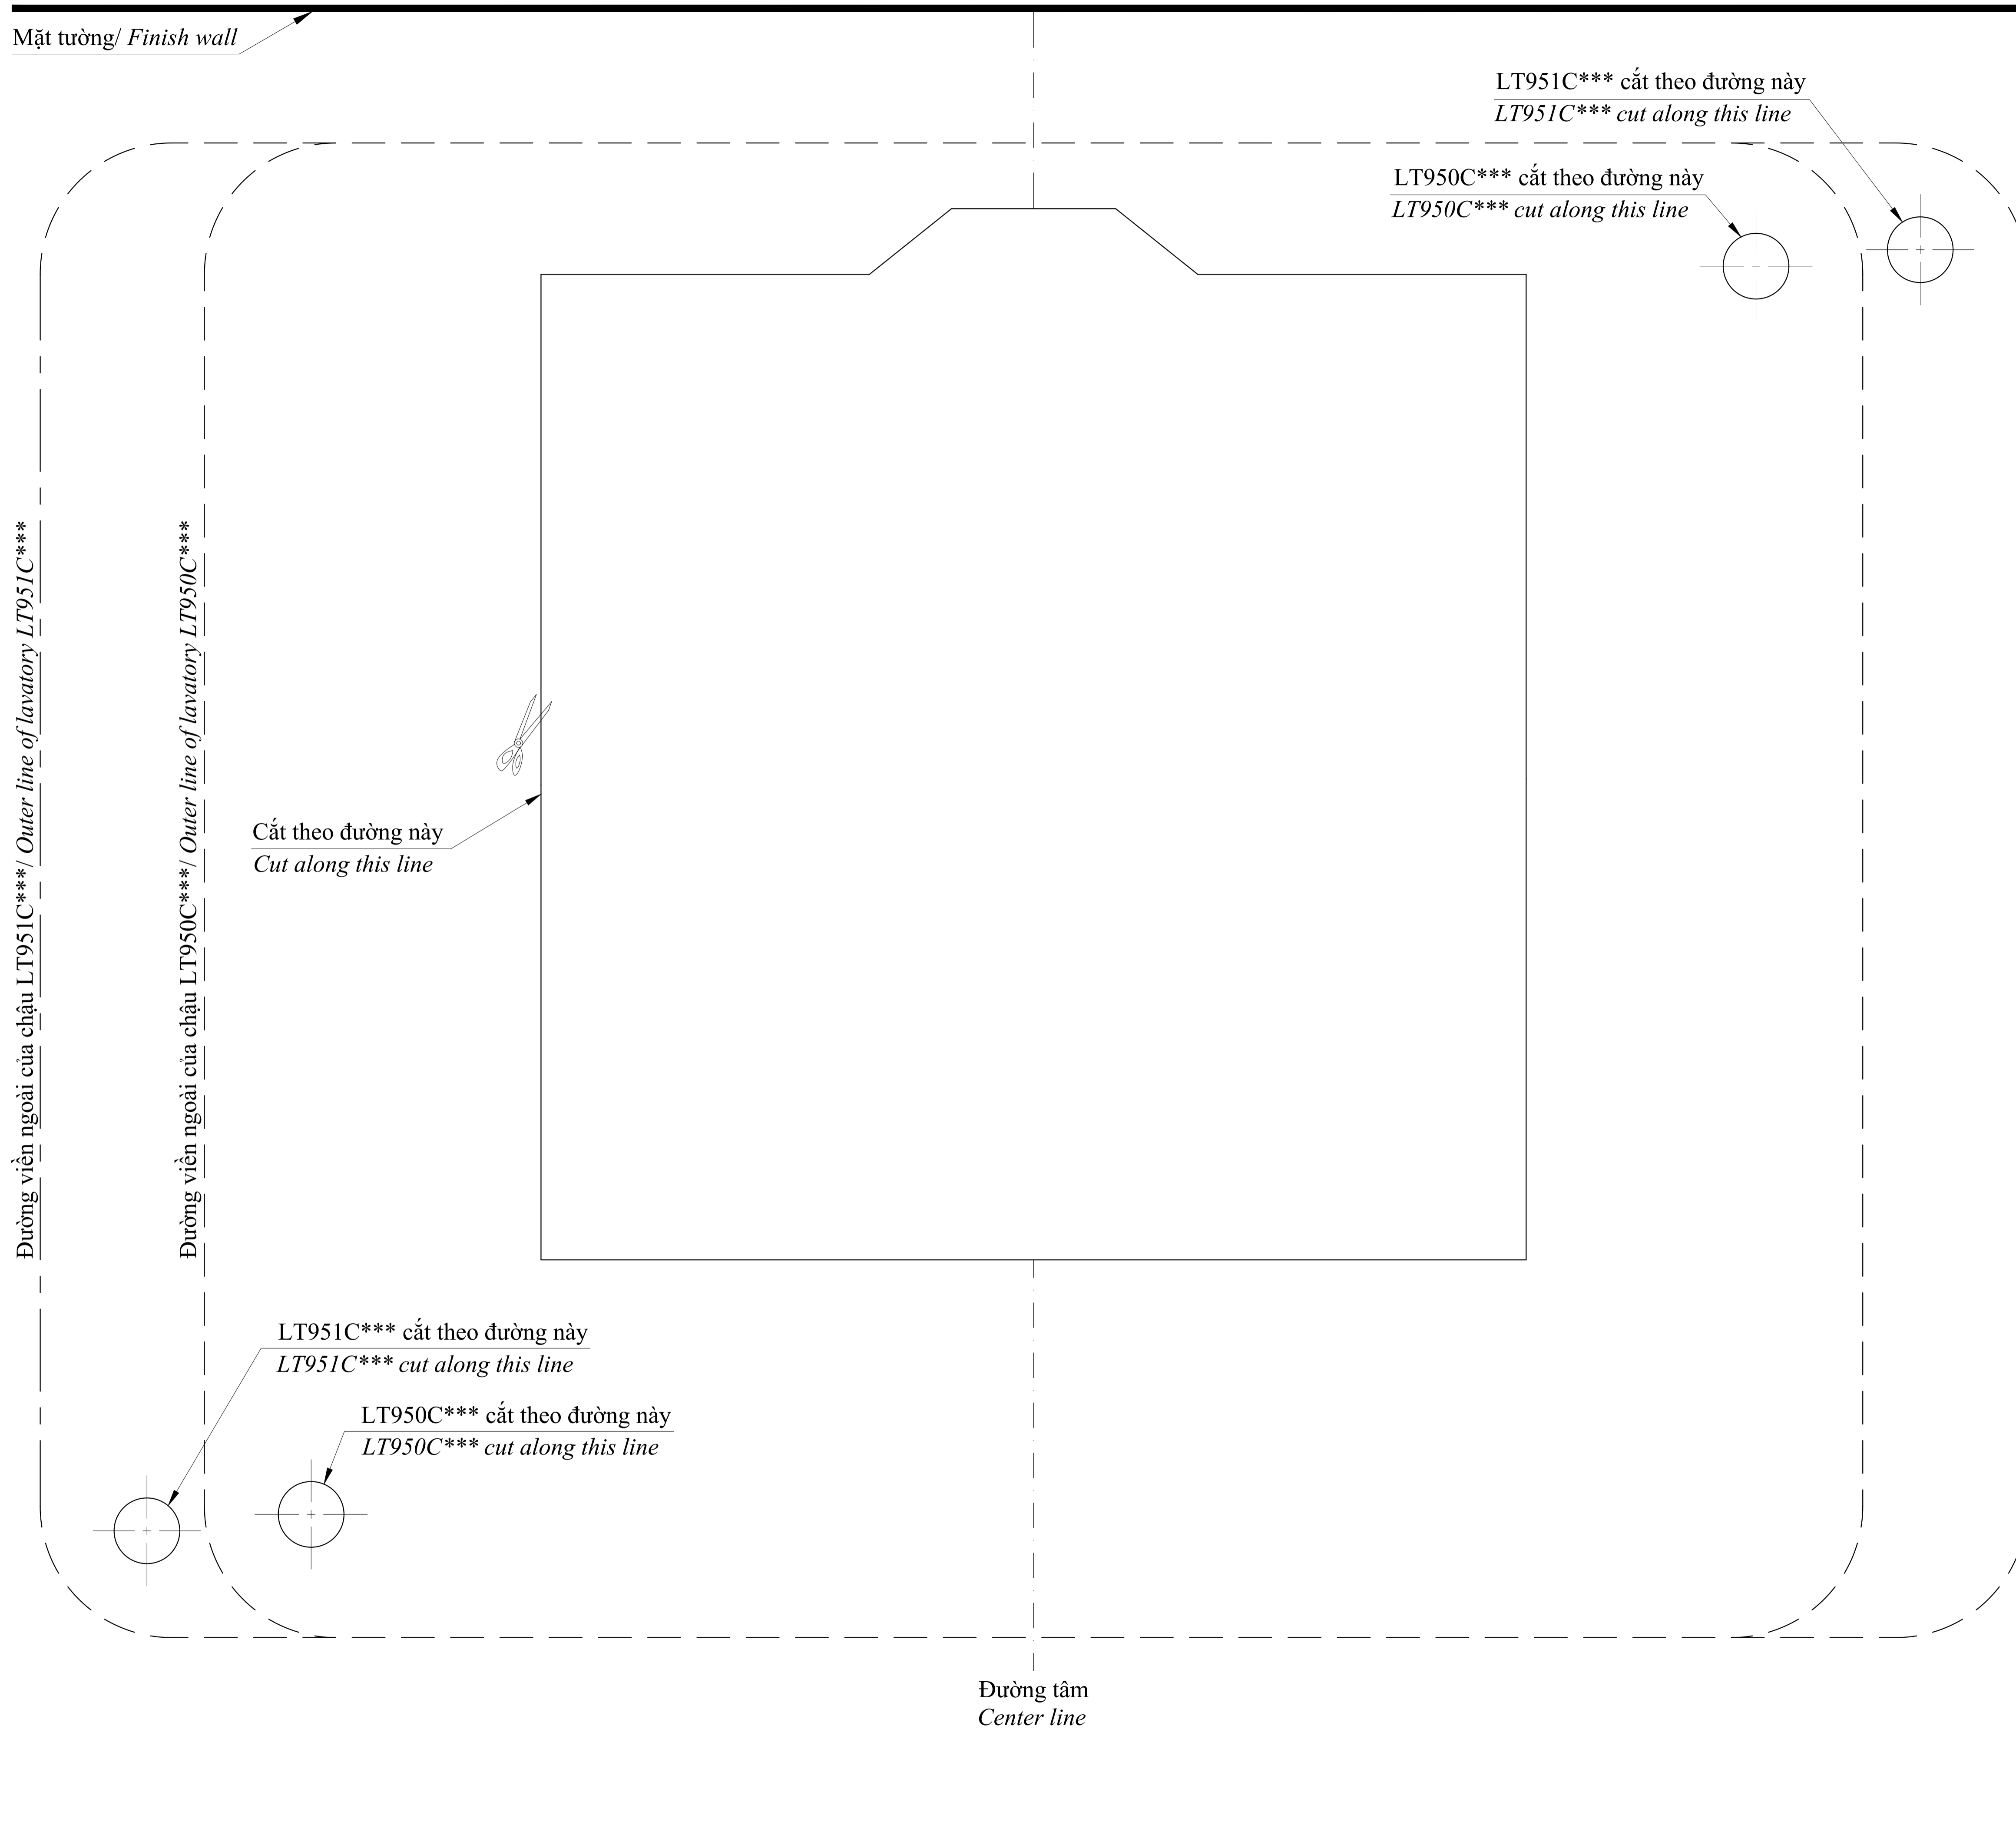 Mặt tường/ Finish wall
LT951C*** cắt theo đường này
LT951C*** cut along this line
LT950C*** cắt theo đường này
LT950C*** cut along this line
Đường viền ngoài của chậu LT951C***/ Outer line of lavatory LT951C***
Đường viền ngoài của chậu LT950C***/ Outer line of lavatory LT950C***
Cắt theo đường này
Cut along this line
LT951C*** cắt theo đường này
LT951C*** cut along this line
LT950C*** cắt theo đường này
LT950C*** cut along this line
Đường tâm
Center line